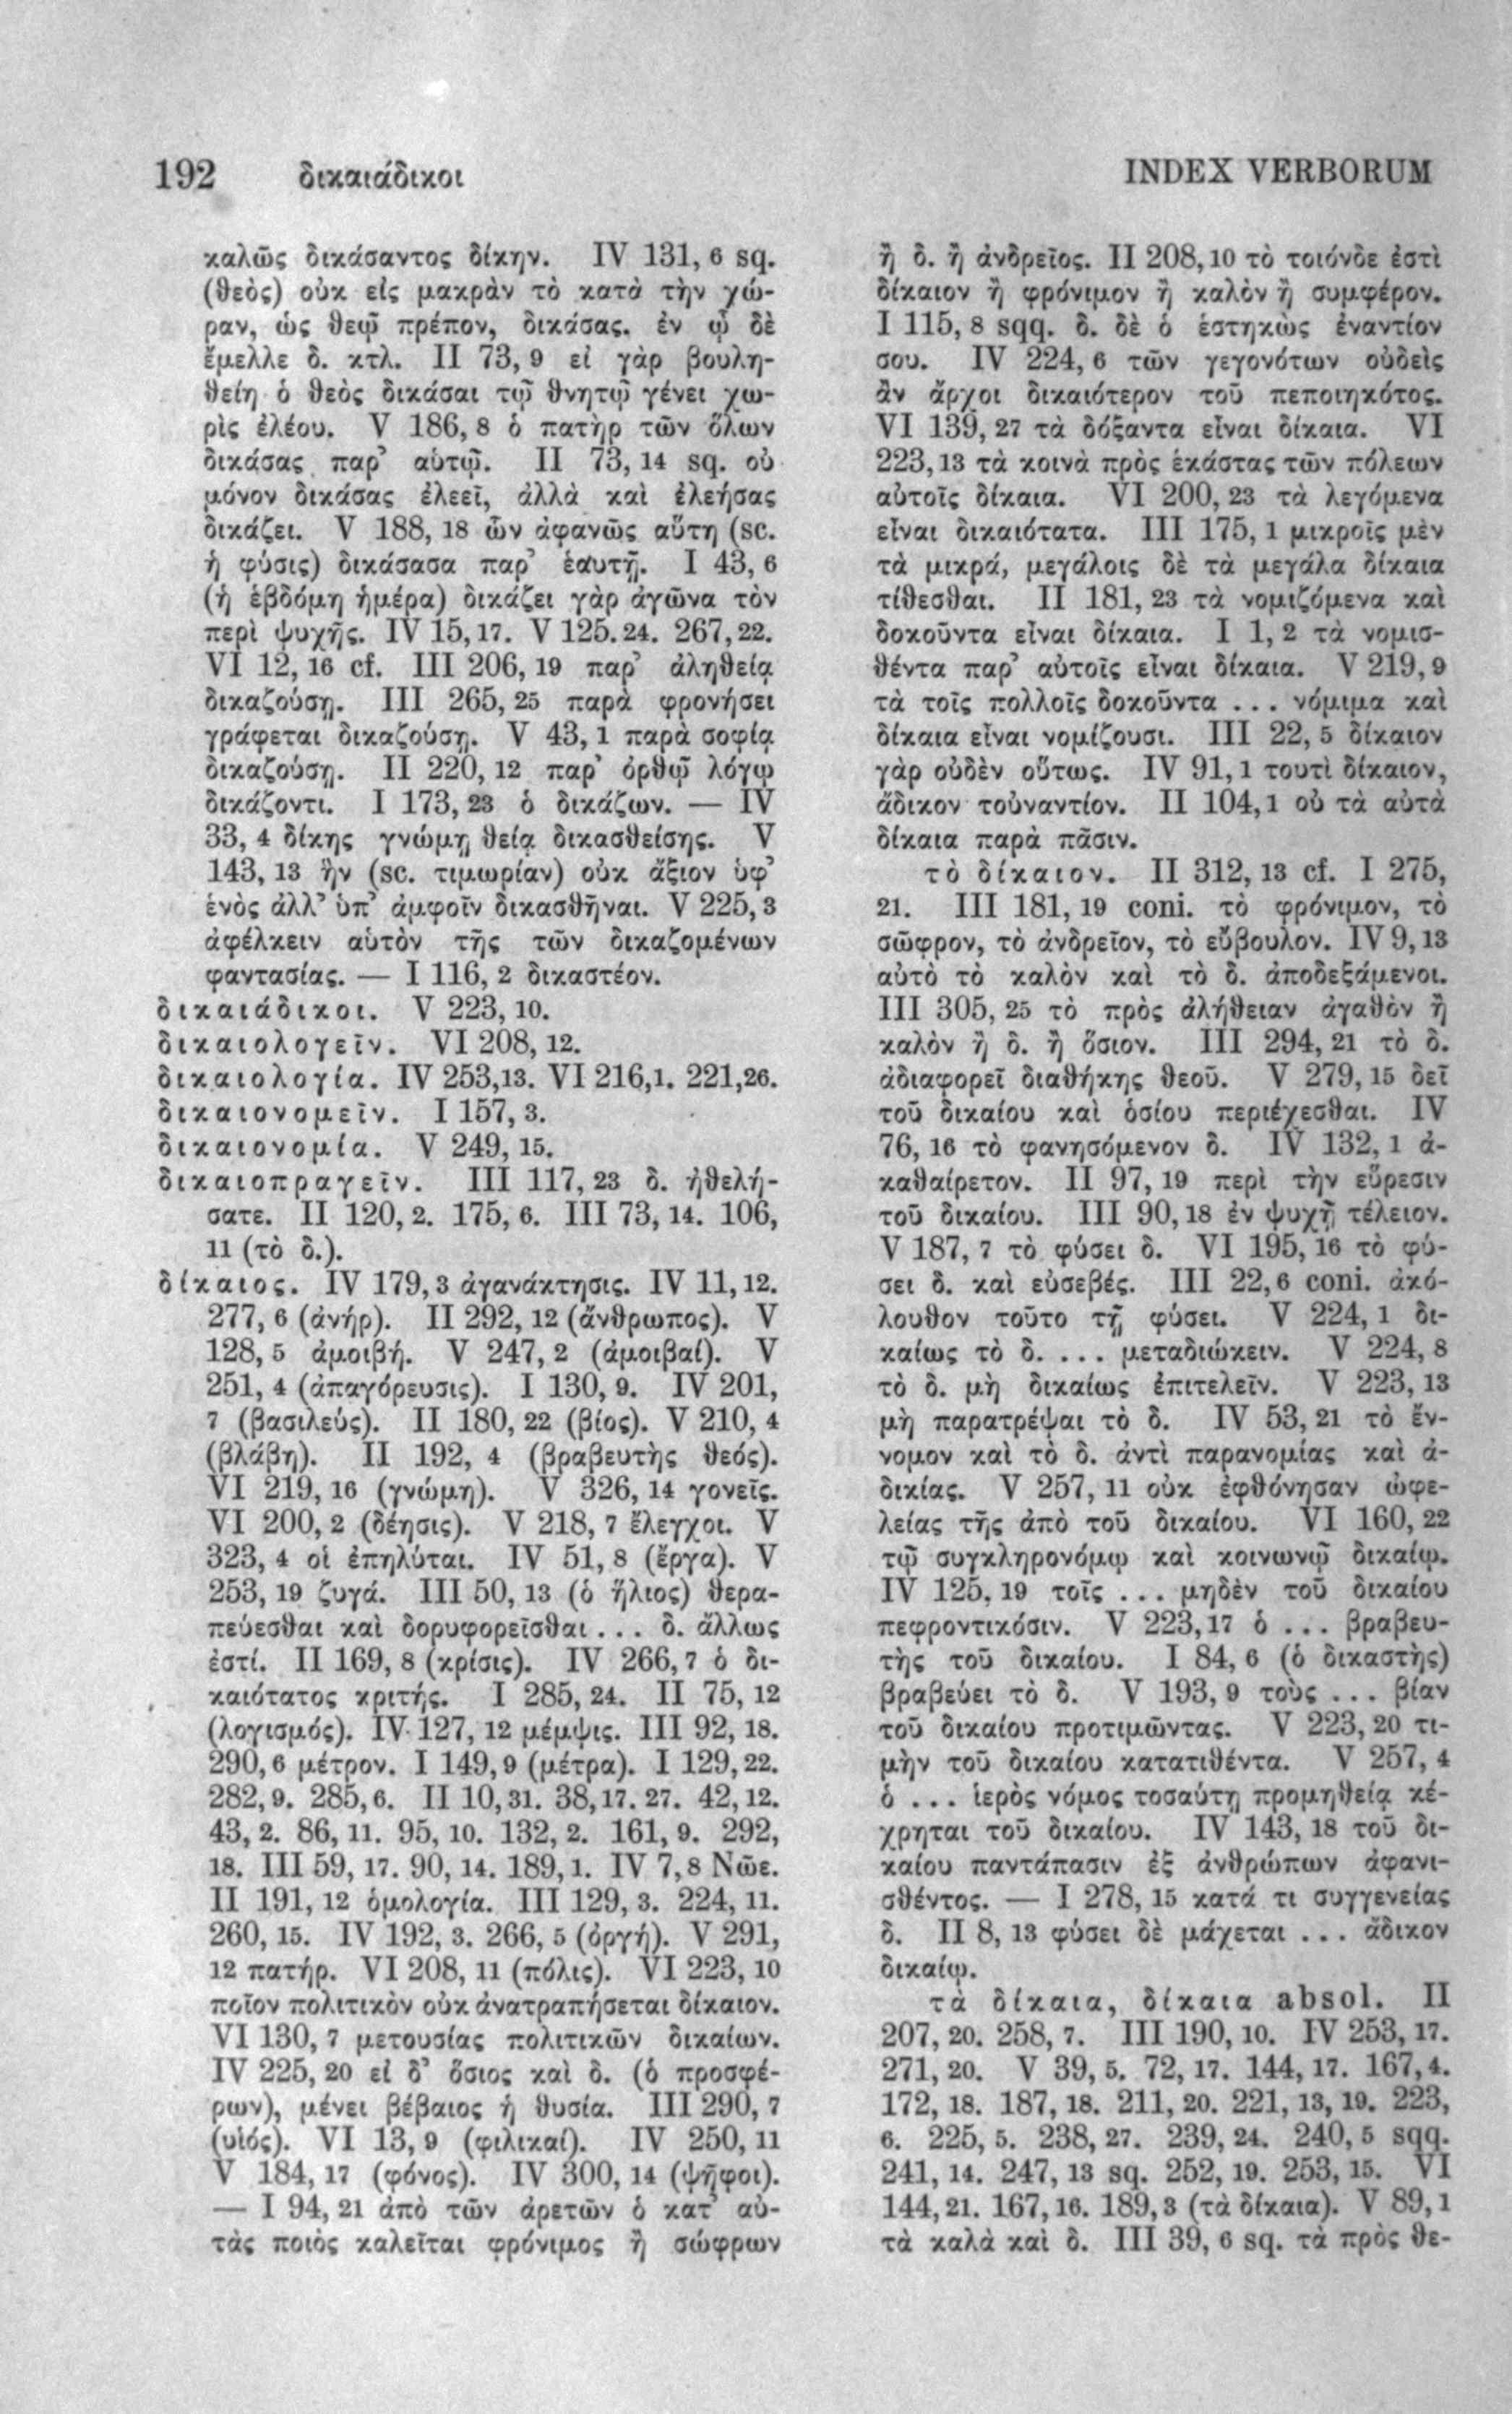 192 δικαιάδικοι INDEX VERBORUM
καλῶς δικάσαντος δίκην. IV 131, 6 sq.
(θεὸς) οὐκ εἰς μακρὰν τὸ κατὰ τὴν χώ-
ραν, ὡς θεῷ πρέπον, δικάσας. ἐν ᾧ δὲ
ἔμελλε δ. κτλ. II 73, 9 εἰ γὰρ βουλη-
θείη ὁ θεὸς δικάσαι τῷ θνητῷ γένει χω-
ρὶς ἐλέου. V 186, 8 ὁ πατὴρ τῶν ὅλων
δικάσας παρ’ αὑτῷ. II 73, 14 sq. οὐ
μόνον δικάσας ἐλεεῖ, ἀλλὰ καὶ ἐλεήσας
δικάζει. V 188, 18 ὧν ἀφανῶς αὕτη (sc.
ἡ φύσις) δικάσασα παρ’ ἑαυτῇ. I 43, 6
(ἡ ἑβδόμη ἡμέρα) δικάζει γὰρ ἀγῶνα τὸν
περὶ ψυχῆς. IV 15, 17. V 125. 24. 267, 22.
VI 12, 16 cf. III 206, 19 παρ’ ἀληθείᾳ
δικαζούσῃ. III 265, 25 παρὰ φρονήσει
γράφεται δικαζούσῃ. V 43, 1 παρὰ σοφίᾳ
δικαζούσῃ. II 220, 12 παρ’ ὀρθῷ λόγῳ
δικάζοντι. I 173, 23 ὁ δικάζων. — IV
33, 4 δίκης γνώμῃ θείᾳ δικασθείσης. V
143, 13 ἣν (sc. τιμωρίαν) οὐκ ἄξιον ὑφ’
ἑνὸς ἀλλ’ ὑπ’ ἀμφοῖν δικασθῆναι. V 225, 3
ἀφέλκειν αὑτὸν τῆς τῶν δικαζομένων
φαντασίας. — I 116, 2 δικαστέον.
δικαιάδικοι. V 223, 10.
δικαιολογεῖν. VI 208, 12.
δικαιολογία. IV 253, 13. VI 216, 1. 221, 26.
δικαιονομεῖν. I 157, 3.
δικαιονομία. V 249, 15.
δικαιοπραγεῖν. III 117, 23 δ. ἠθελή-
σατε. II 120, 2. 175, 6. III 73, 14. 106,
11 (τὸ δ.).
δίκαιος. IV 179, 3 ἀγανάκτησις. IV 11, 12.
277, 6 (ἀνήρ). II 292, 12 (ἄνθρωπος). V
128, 5 ἀμοιβή. V 247, 2 (ἀμοιβαί). V
251, 4 (ἀπαγόρευσις). I 130, 9. IV 201,
7 (βασιλεύς). II 180, 22 (βίος). V 210, 4
(βλάβη). II 192, 4 (βραβευτὴς θεός).
VI 219, 16 (γνώμη). V 326, 14 γονεῖς.
VI 200, 2 (δέησις). V 218, 7 ἔλεγχοι. V
323, 4 οἱ ἐπηλύται. IV 51, 8 (ἔργα). V
253, 19 ζυγά. III 50, 13 (ὁ ἥλιος) θερα-
πεύεσθαι καὶ δορυφορεῖσθαι ... δ. ἄλλως
ἐστί. II 169, 8 (κρίσις). IV 266, 7 ὁ δι-
καιότατος κριτής. I 285, 24. II 75, 12
(λογισμός). IV 127, 12 μέμψις. III 92, 18.
290, 6 μέτρον. I 149, 9 (μέτρα). I 129, 22.
282, 9. 285, 6. II 10, 31. 38, 17. 27. 42, 12.
43, 2. 86, 11. 95, 10. 132, 2. 161, 9. 292,
18. III 59, 17. 90, 14. 189, 1. IV 7, 8 Νῶε.
II 191, 12 ὁμολογία. III 129, 3. 224, 11.
260, 15. IV 192, 3. 266, 5 (ὀργή). V 291,
12 πατήρ. VI 208, 11 (πόλις). VI 223, 10
ποῖον πολιτικὸν οὐκ ἀνατραπήσεται δίκαιον.
VI 130, 7 μετουσίας πολιτικῶν δικαίων.
IV 225, 20 εἰ δ’ ὅσιος καὶ δ. (ὁ προσφέ-
ρων), μένει βέβαιος ἡ θυσία. III 290, 7
(υἱός). VI 13, 9 (φιλικαί). IV 250, 11
V 184, 17 (φόνος). IV 300, 14 (ψῆφοι).
— I 94, 21 ἀπὸ τῶν ἀρετῶν ὁ κατ’ αὐ-
τὰς ποιὸς καλεῖται φρόνιμος ἢ σώφρων
ἢ δ. ἢ ἀνδρεῖος. II 208, 10 τὸ τοιόνδε ἐστὶ
δίκαιον ἢ φρόνιμον ἢ καλὸν ἢ συμφέρον.
I 115, 8 sqq. δ. δὲ ὁ ἑστηκὼς ἐναντίον
σου. IV 224, 6 τῶν γεγονότων οὐδεὶς
ἂν ἄρχοι δικαιότερον τοῦ πεποιηκότος.
VI 139, 27 τὰ δόξαντα εἶναι δίκαια. VI
223, 13 τὰ κοινὰ πρὸς ἑκάστας τῶν πόλεων
αὐτοῖς δίκαια. VI 200, 23 τὰ λεγόμενα
εἶναι δικαιότατα. III 175, 1 μικροῖς μὲν
τὰ μικρά, μεγάλοις δὲ τὰ μεγάλα δίκαια
τίθεσθαι. II 181, 23 τὰ νομιζόμενα καὶ
δοκοῦντα εἶναι δίκαια. I 1, 2 τὰ νομισ-
θέντα παρ’ αὐτοῖς εἶναι δίκαια. V 219, 9
τὰ τοῖς πολλοῖς δοκοῦντα ... νόμιμα καὶ
δίκαια εἶναι νομίζουσι. III 22, 5 δίκαιον
γὰρ οὐδὲν οὕτως. IV 91, 1 τουτὶ δίκαιον,
ἄδικον τοὐναντίον. II 104, 1 οὐ τὰ αὐτὰ
δίκαια παρὰ πᾶσιν.
τὸ δίκαιον. II 312, 13 cf. I 275,
21. III 181, 19 coni. τὸ φρόνιμον, τὸ
σῶφρον, τὸ ἀνδρεῖον, τὸ εὔβουλον. IV 9, 13
αὐτὸ τὸ καλὸν καὶ τὸ δ. ἀποδεξάμενοι.
III 305, 25 τὸ πρὸς ἀλήθειαν ἀγαθὸν ἢ
καλὸν ἢ δ. ἢ ὅσιον. III 294, 21 τὸ δ.
ἀδιαφορεῖ διαθήκης θεοῦ. V 279, 15 δεῖ
τοῦ δικαίου καὶ ὁσίου περιέχεσθαι. IV
76, 16 τὸ φανησόμενον δ. IV 132, 1 ἀ-
καθαίρετον. II 97, 19 περὶ τὴν εὕρεσιν
τοῦ δικαίου. III 90, 18 ἐν ψυχῇ τέλειον.
V 187, 7 τὸ φύσει δ. VI 195, 16 τὸ φύ-
σει δ. καὶ εὐσεβές. III 22, 6 coni. ἀκό-
λουθον τοῦτο τῇ φύσει. V 224, 1 δι-
καίως τὸ δ. ... μεταδιώκειν. V 224, 8
τὸ δ. μὴ δικαίως ἐπιτελεῖν. V 223, 13
μὴ παρατρέψαι τὸ δ. IV 53, 21 τὸ ἔν-
νομον καὶ τὸ δ. ἀντὶ παρανομίας καὶ ἀ-
δικίας. V 257, 11 οὐκ ἐφθόνησαν ὠφε-
λείας τῆς ἀπὸ τοῦ δικαίου. VI 160, 22
τῷ συγκληρονόμῳ καὶ κοινωνῷ δικαίῳ.
IV 125, 19 τοῖς ... μηδὲν τοῦ δικαίου
πεφροντικόσιν. V 223, 17 ὁ ... βραβευ-
τὴς τοῦ δικαίου. I 84, 6 (ὁ δικαστὴς)
βραβεύει τὸ δ. V 193, 9 τοὺς ... βίαν
τοῦ δικαίου προτιμῶντας. V 223, 20 τι-
μὴν τοῦ δικαίου κατατιθέντα. V 257, 4
ὁ ... ἱερὸς νόμος τοσαύτῃ προμηθείᾳ κέ-
χρηται τοῦ δικαίου. IV 143, 18 τοῦ δι-
καίου παντάπασιν ἐξ ἀνθρώπων ἀφανι-
σθέντος. — I 278, 15 κατά τι συγγενείας
δ. II 8, 13 φύσει δὲ μάχεται ... ἄδικον
δικαίῳ.
τὰ δίκαια, δίκαια absol. II
207, 20. 258, 7. III 190, 10. IV 253, 17.
271, 20. V 39, 5. 72, 17. 144, 17. 167, 4.
172, 18. 187, 18. 211, 20. 221, 13, 19. 223,
6. 225, 5. 238, 27. 239, 24. 240, 5 sqq.
241, 14. 247, 13 sq. 252, 19. 253, 15. VI
144, 21. 167, 16. 189, 3 (τὰ δίκαια). V 89, 1
τὰ καλὰ καὶ δ. III 39, 6 sq. τὰ πρὸς θε-